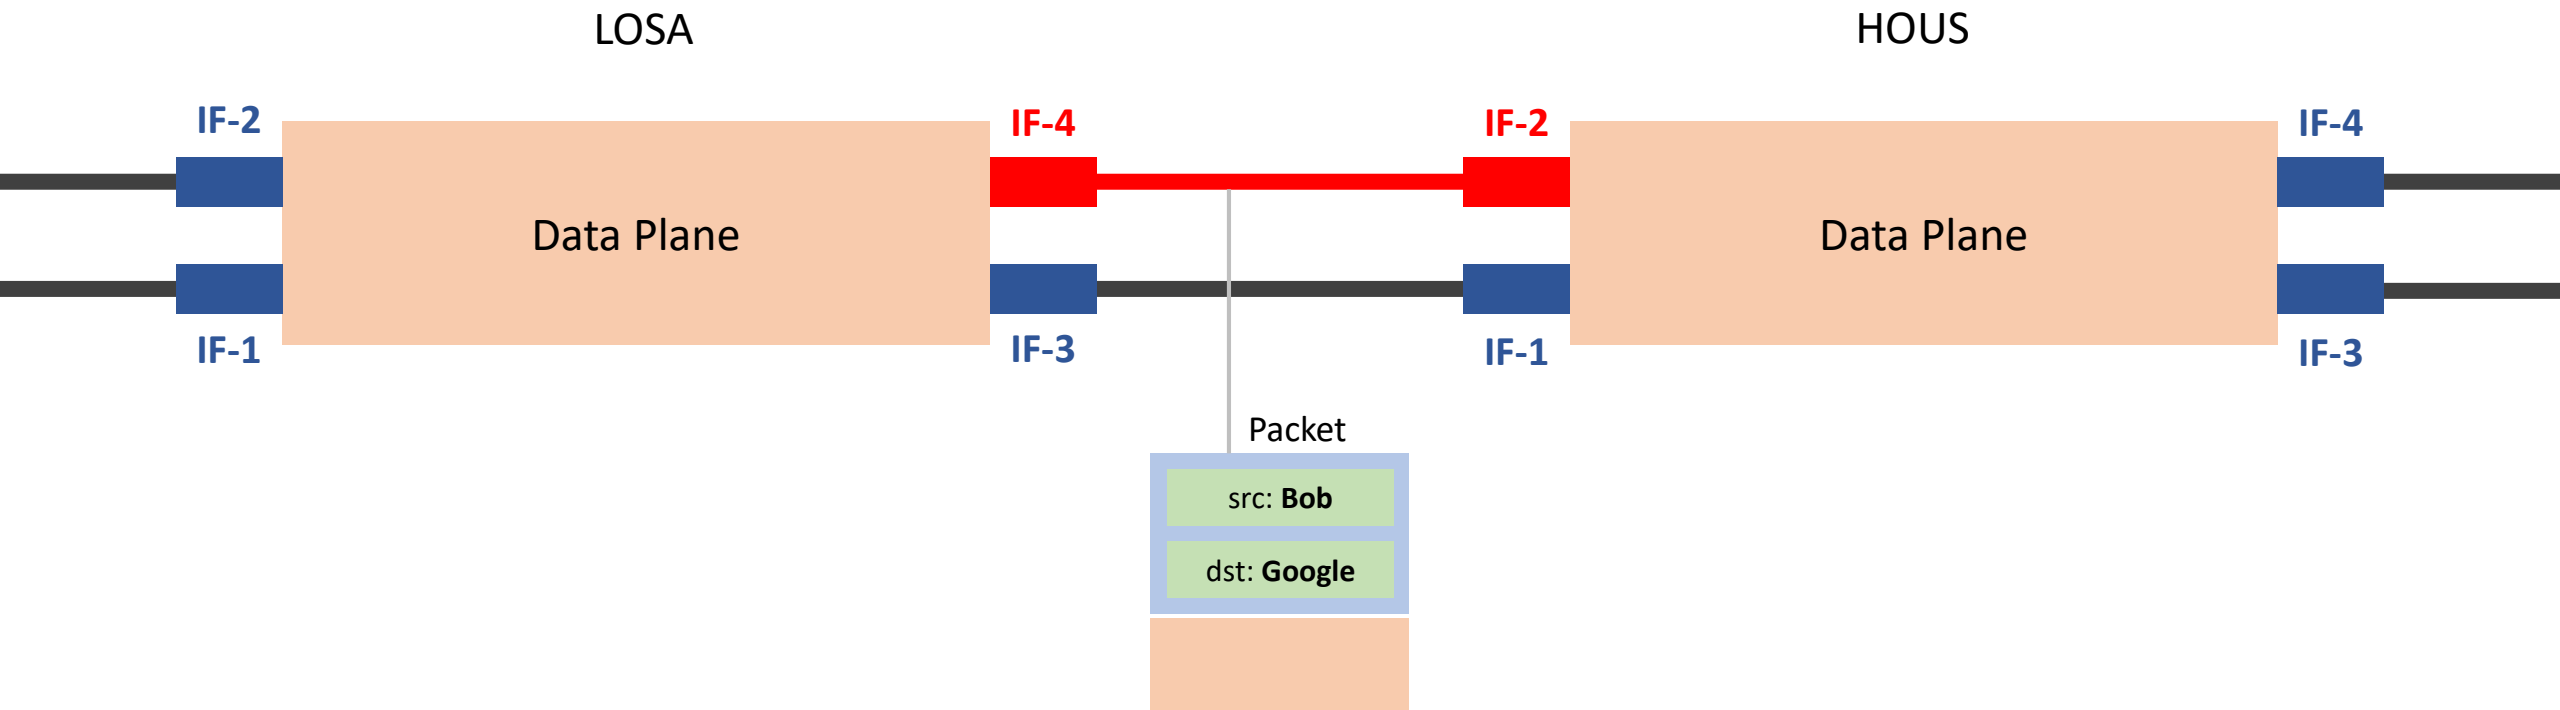 LOSA
HOUS
IF-2
IF-4
IF-2
IF-4
Data Plane
Data Plane
IF-1
IF-3
IF-1
IF-3
Packet
src: Bob
dst: Google